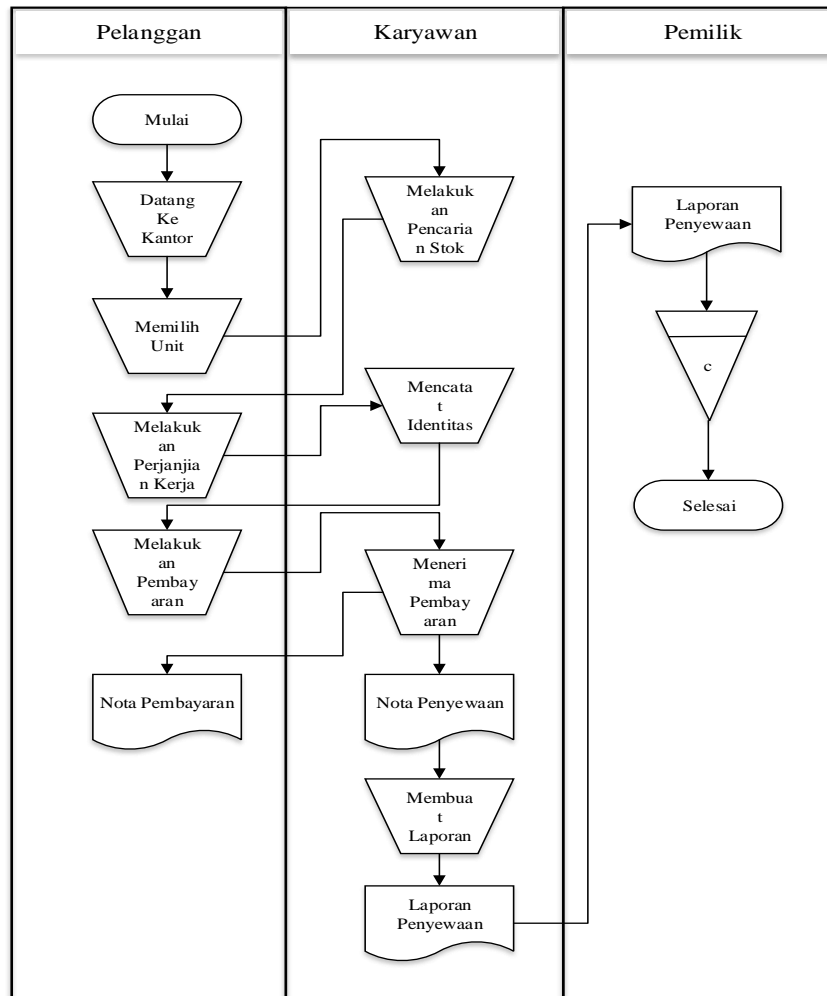 Pelanggan
Karyawan
Pemilik
Mulai
Datang
Ke
Kantor
Memilih
Unit
Melakuk
an
Perjanjia
n Kerja
Melakuk
an
Pembay
aran
Nota Pembayaran
Melakuk
an
Pencaria
n Stok
Mencata
t
Identitas
Meneri
ma
Pembay
aran
Nota Penyewaan
Membua
t
Laporan
Laporan
Penyewaan
Laporan
Penyewaan
c
Selesai